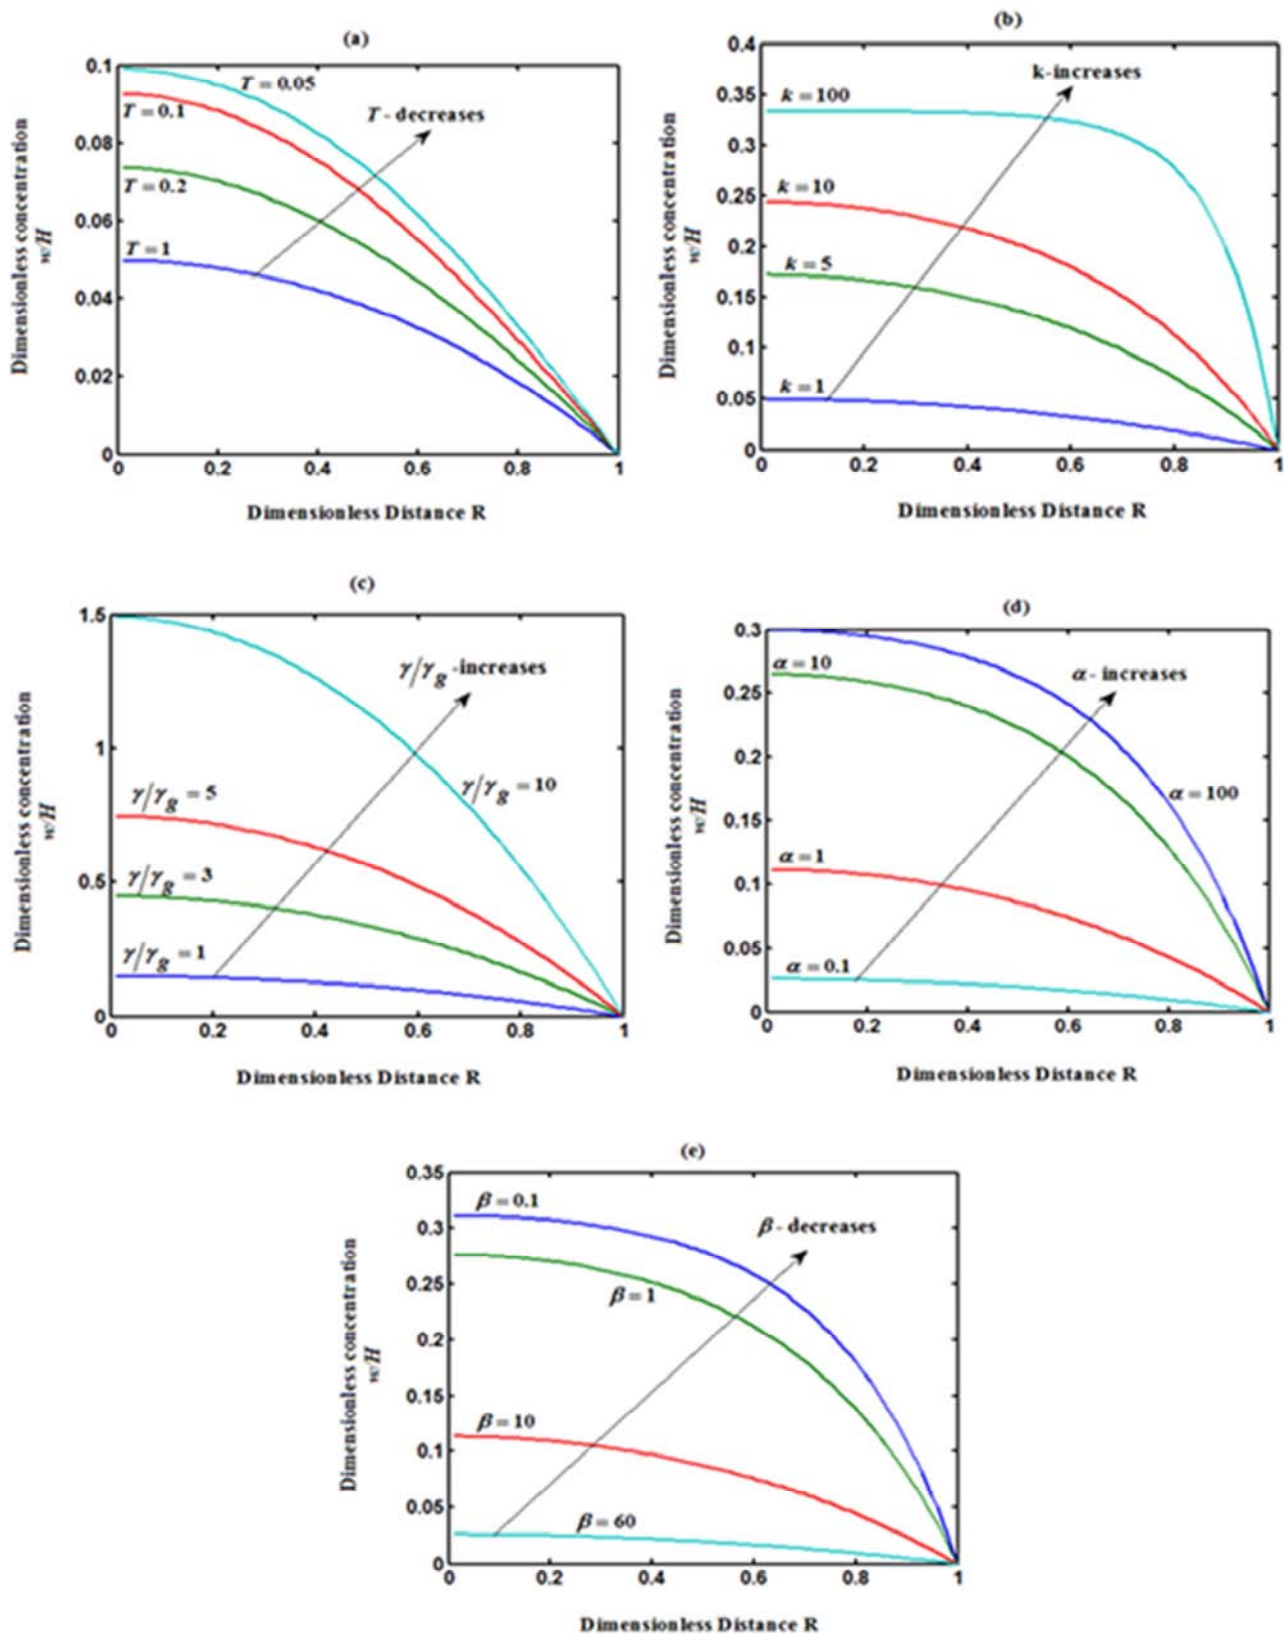 (a)
0.1
0.08
0.06
0.04
0.02
0
T = 0.05
T = 0.1
T = 0.2
T = 1
T - decreases
0 0.2 0.4 0.6 0.8 1
Dimensionless concentration
w/H
Dimensionless Distance R
(b)
0.4
0.35
0.3
0.25
0.2
0.15
0.1
0.05
0
k-increases
k = 100
k = 10
k = 5
k = 1
0 0.2 0.4 0.6 0.8 1
Dimensionless concentration
w/H
Dimensionless Distance R
(c)
1.5
1
0.5
0
γ/γg -increases
γ/γg = 10
γ/γg = 5
γ/γg = 3
γ/γg = 1
0 0.2 0.4 0.6 0.8 1
Dimensionless concentration
w/H
Dimensionless Distance R
(d)
0.3
0.25
0.2
0.15
0.1
0.05
0
α = 10
α - increases
α = 100
α = 1
α = 0.1
0 0.2 0.4 0.6 0.8 1
Dimensionless concentration
w/H
Dimensionless Distance R
(e)
0.35
0.3
0.25
0.2
0.15
0.1
0.05
0
β = 0.1
β - decreases
β = 1
β = 10
β = 60
0 0.2 0.4 0.6 0.8 1
Dimensionless concentration
w/H
Dimensionless Distance R